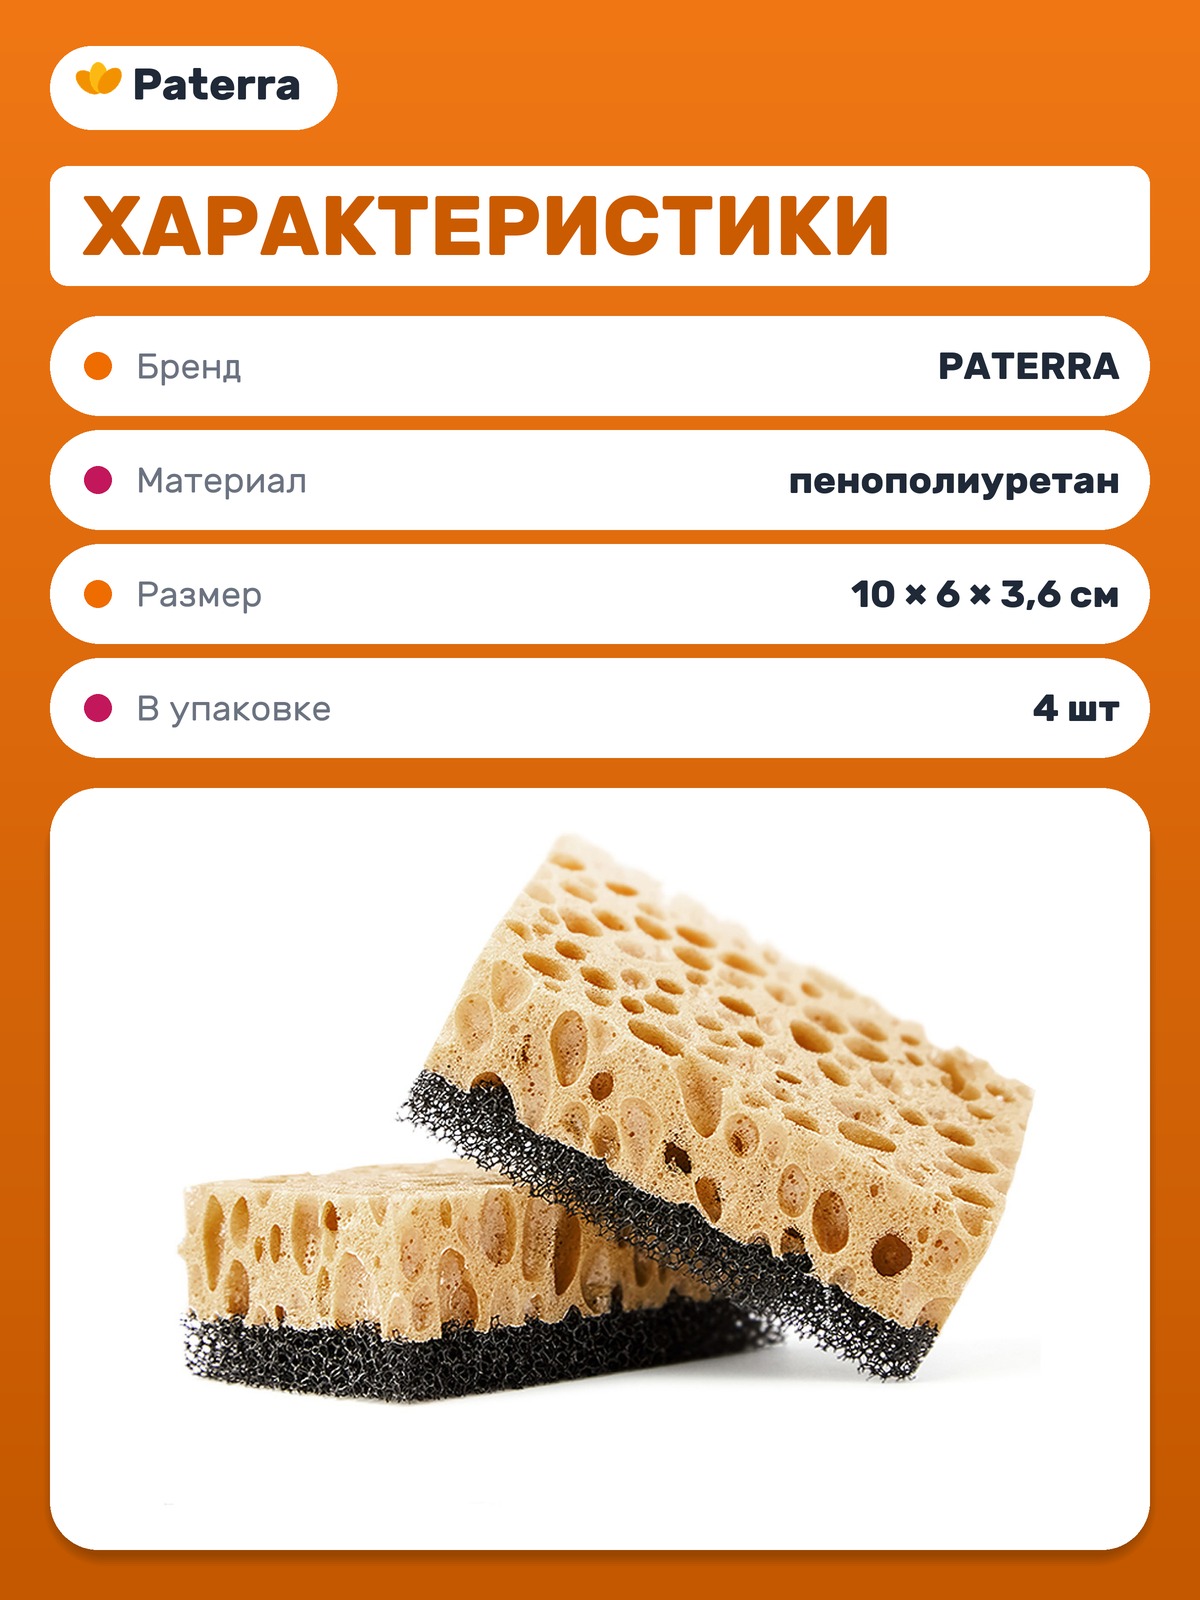 Paterra
ХАРАКТЕРИСТИКИ
Бренд PATERRA
Материал пенополиуретан
Размер 10 × 6 × 3,6 см
В упаковке 4 шт